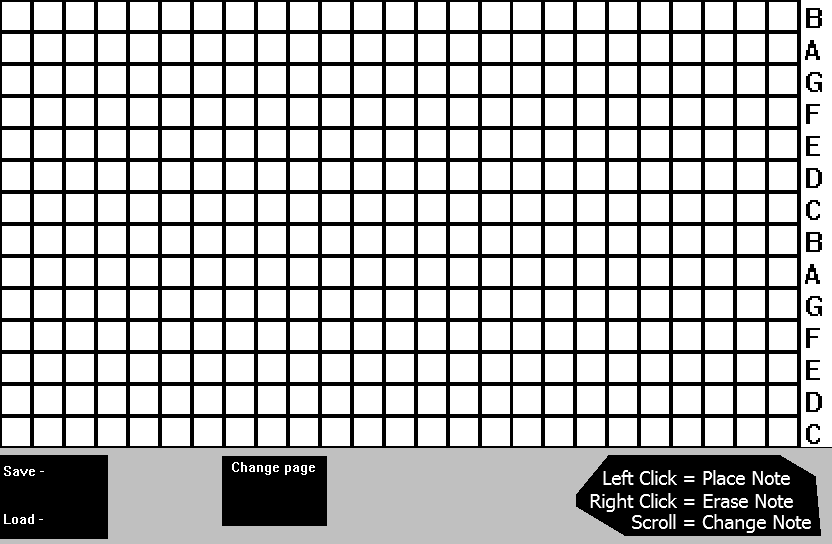 B
A
G
F
E
D
C
B
A
G
F
E
D
C
Save -
Load -
Change page
Left Click = Place Note
Right Click = Erase Note
Scroll = Change Note